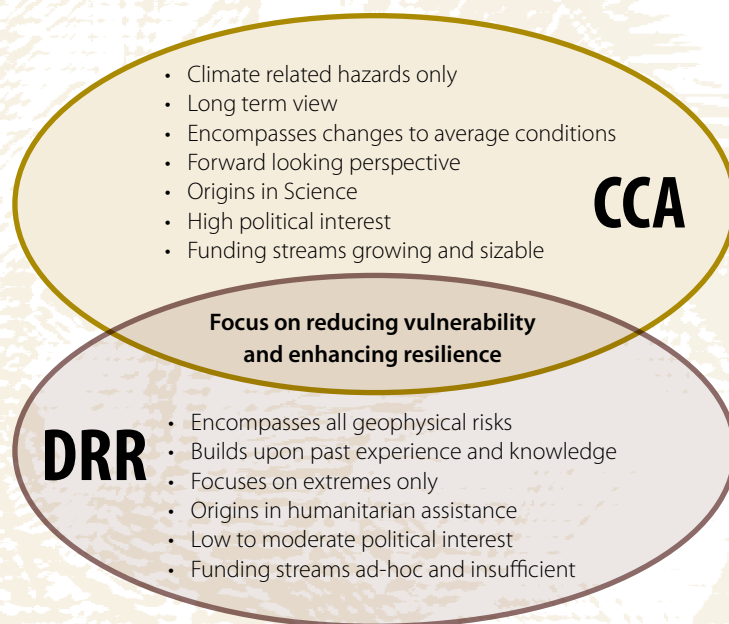 • Climate related hazards only
• Long term view
• Encompasses changes to average conditions
• Forward looking perspective
• Origins in Science
• High political interest
• Funding streams growing and sizable
CCA
Focus on reducing vulnerability
and enhancing resilience
DRR
• Encompasses all geophysical risks
• Builds upon past experience and knowledge
• Focuses on extremes only
• Origins in humanitarian assistance
• Low to moderate political interest
• Funding streams ad-hoc and insufficient